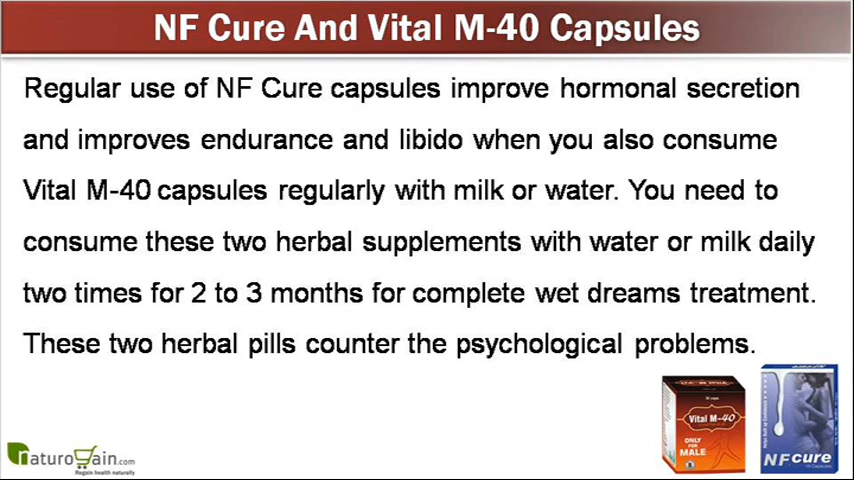 NF Cure And Vital M-40 Capsules
Regular use of NF Cure capsules improve hormonal secretion
and improves endurance and libido when you also consume
Vital M-40 capsules regularly with milk or water. You need to
consume these two herbal supplements with water or milk daily
two times for 2 to 3 months for complete wet dreams treatment.
These two herbal pills counter the psychological problems.
Vital M-40
ONLY
FOR
MALE
NF cure
naturogain.com
Regain health naturally